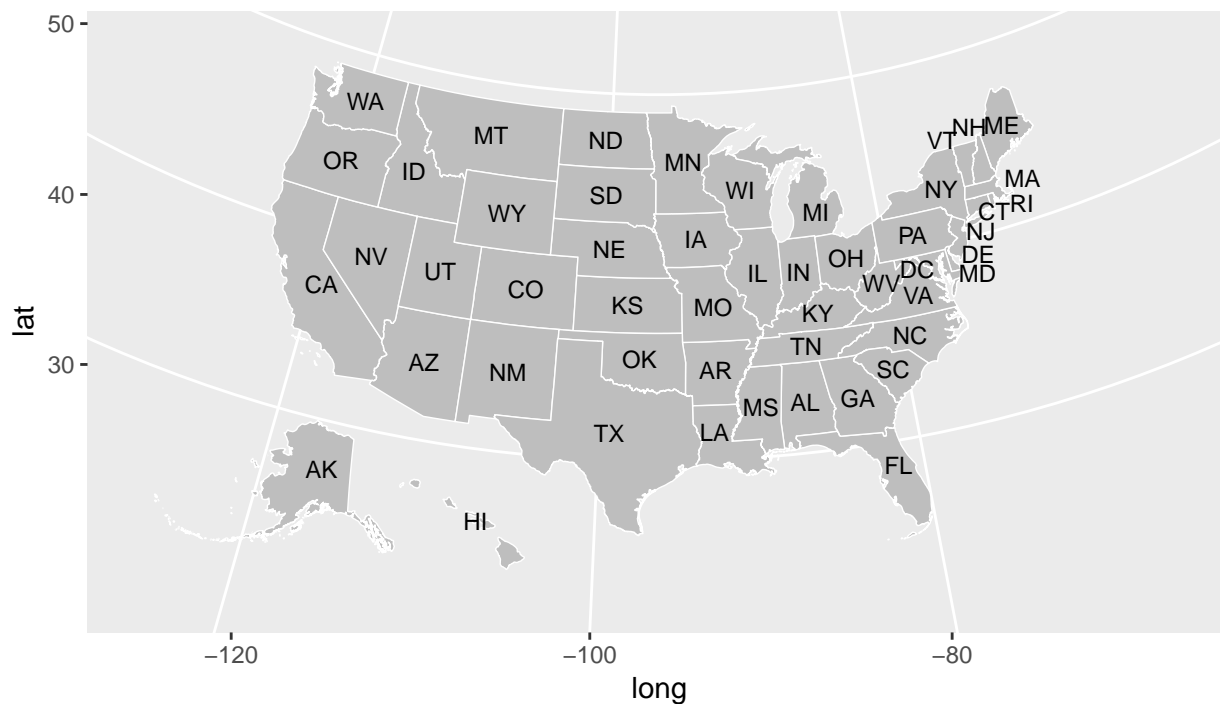 50
40
30
lat
WA
MT
ND
MN
VT
NH
ME
OR
ID
SD
WI
MI
NY
MA
RI
CT
WY
NE
IA
PA
NJ
NV
UT
CA
CO
KS
MO
IL
IN
OH
WV
DC
DE
MD
VA
KY
AZ
NM
OK
AR
TN
NC
SC
TX
LA
MS
AL
GA
FL
AK
HI
−120
−100
−80
long